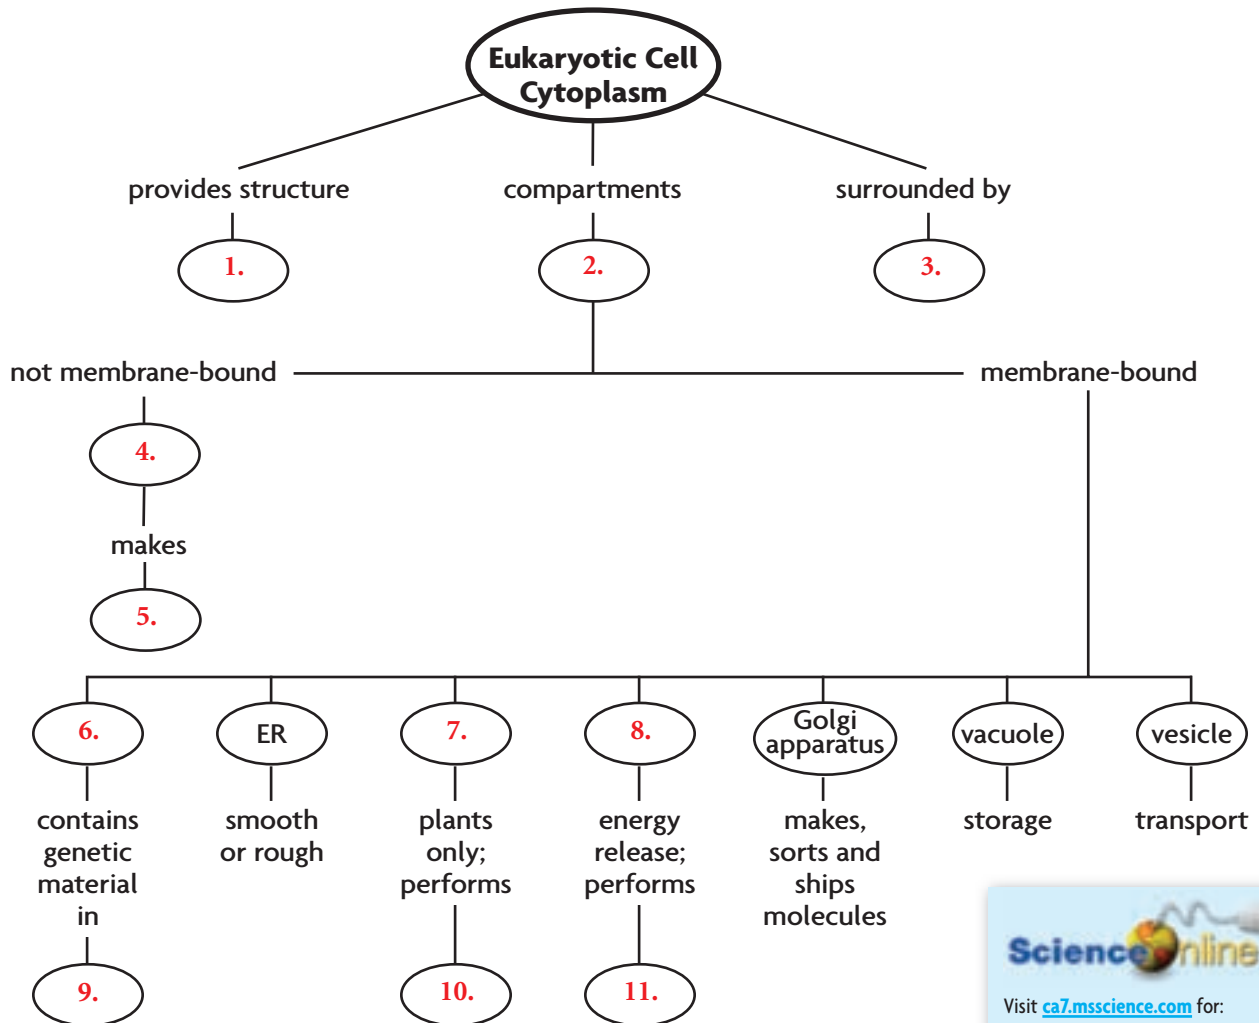 Eukaryotic Cell
Cytoplasm
provides structure
compartments
surrounded by
1.
2.
3.
not membrane-bound
membrane-bound
4.
makes
5.
6.
ER
7.
8.
Golgi
apparatus
vacuole
vesicle
contains
genetic
material
in
smooth
or rough
plants
only;
performs
energy
release;
performs
makes,
sorts and
ships
molecules
storage
transport
9.
10.
11.
Science nline
Visit ca7.msscience.com for: